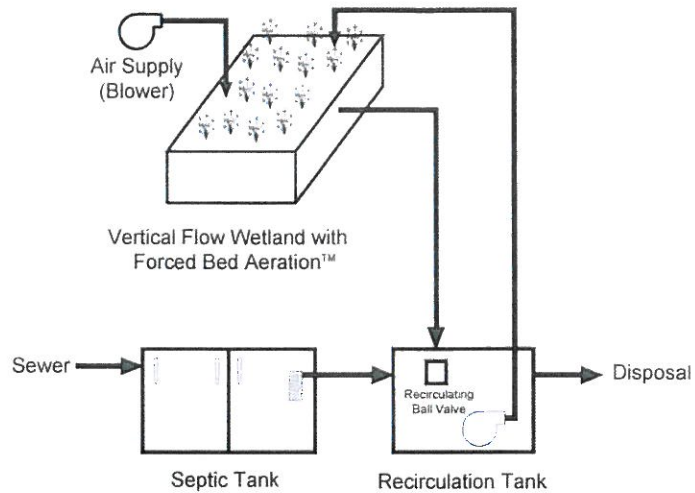 Air Supply
(Blower)
Vertical Flow Wetland with
Forced Bed Aeration™
Sewer
Disposal
Recirculating
Ball Valve
Septic Tank
Recirculation Tank